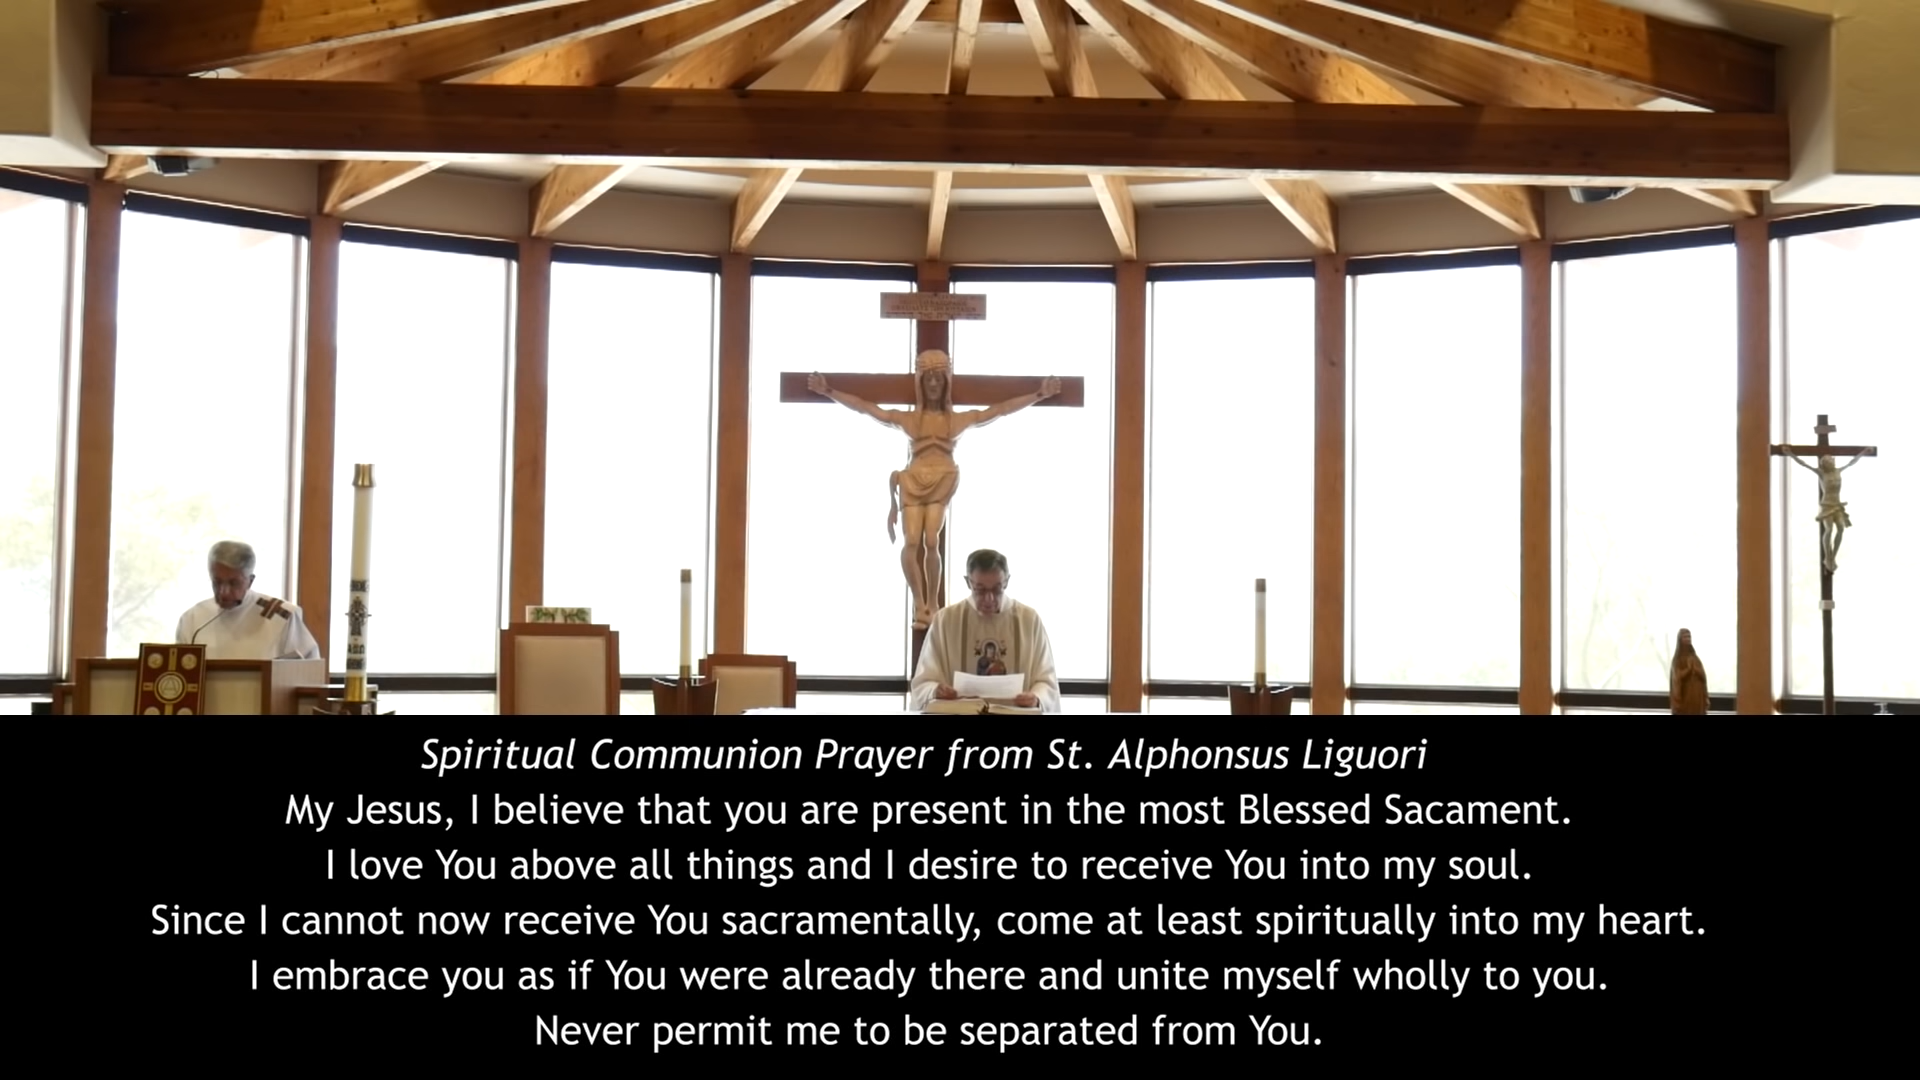 Spiritual Communion Prayer from St. Alphonsus Liguori
My Jesus, I believe that you are present in the most Blessed Sacament.
I love You above all things and I desire to receive You into my soul.
Since I cannot now receive You sacramentally, come at least spiritually into my heart.
I embrace you as if You were already there and unite myself wholly to you.
Never permit me to be separated from You.